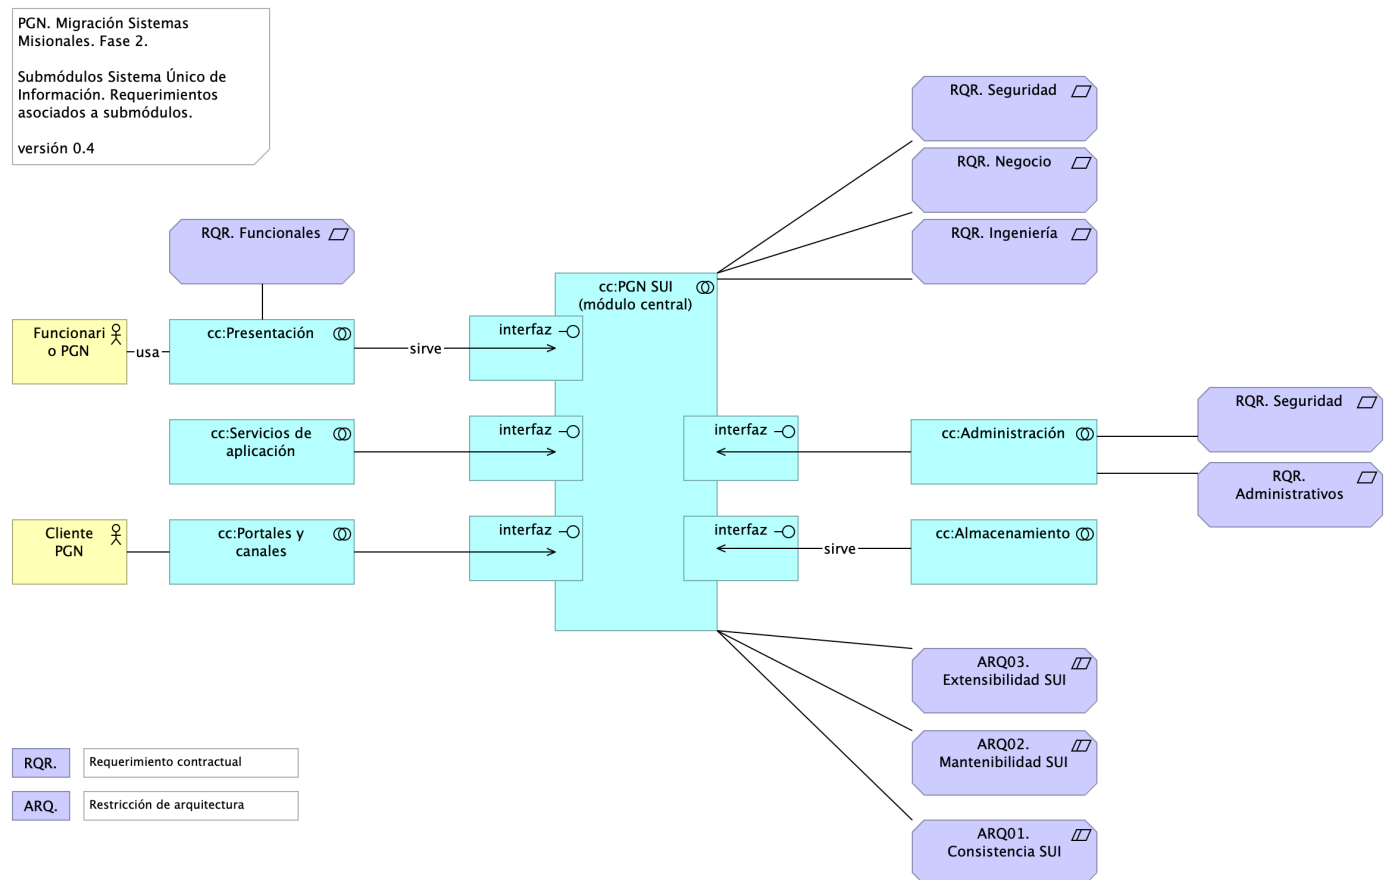 PGN. Migración Sistemas
Misionales. Fase 2.
Submódulos Sistema Único de
Información. Requerimientos
asociados a submódulos.
versión 0.4
RQR. Seguridad
RQR. Negocio
RQR. Ingeniería
RQR. Funcionales
cc:PGN SUI
(módulo central)
Funcionari
o PGN
usa
cc:Presentación
sirve
interfaz
cc:Servicios de
aplicación
interfaz
interfaz
cc:Administración
RQR. Seguridad
RQR.
Administrativos
Cliente
PGN
cc:Portales y
canales
interfaz
interfaz
sirve
cc:Almacenamiento
ARQ03.
Extensibilidad SUI
ARQ02.
Mantenibilidad SUI
ARQ01.
Consistencia SUI
RQR.
Requerimiento contractual
ARQ.
Restricción de arquitectura